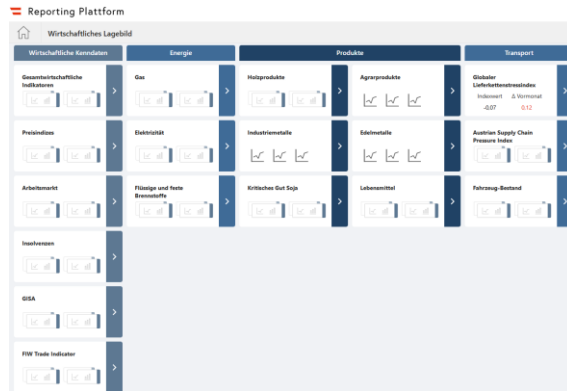 Reporting Plattform
Wirtschaftliches Lagebild
Wirtschaftliche Kenndaten
Energie
Produkte
Transport
Gesamtwirtschaftliche
Indikatoren
Gas
Holzprodukte
Agrarprodukte
Globaler
Lieferkettenstressindex
Indexwert Δ Vormonat
-0.07 0.12
Preisindizes
Elektrizität
Industriemetalle
Edelmetalle
Austrian Supply Chain
Pressure Index
Arbeitsmarkt
Flüssige und feste
Brennstoffe
Kritisches Gut Soja
Lebensmittel
Fahrzeug-Bestand
Insolvenzen
GISA
FIW Trade Indicator